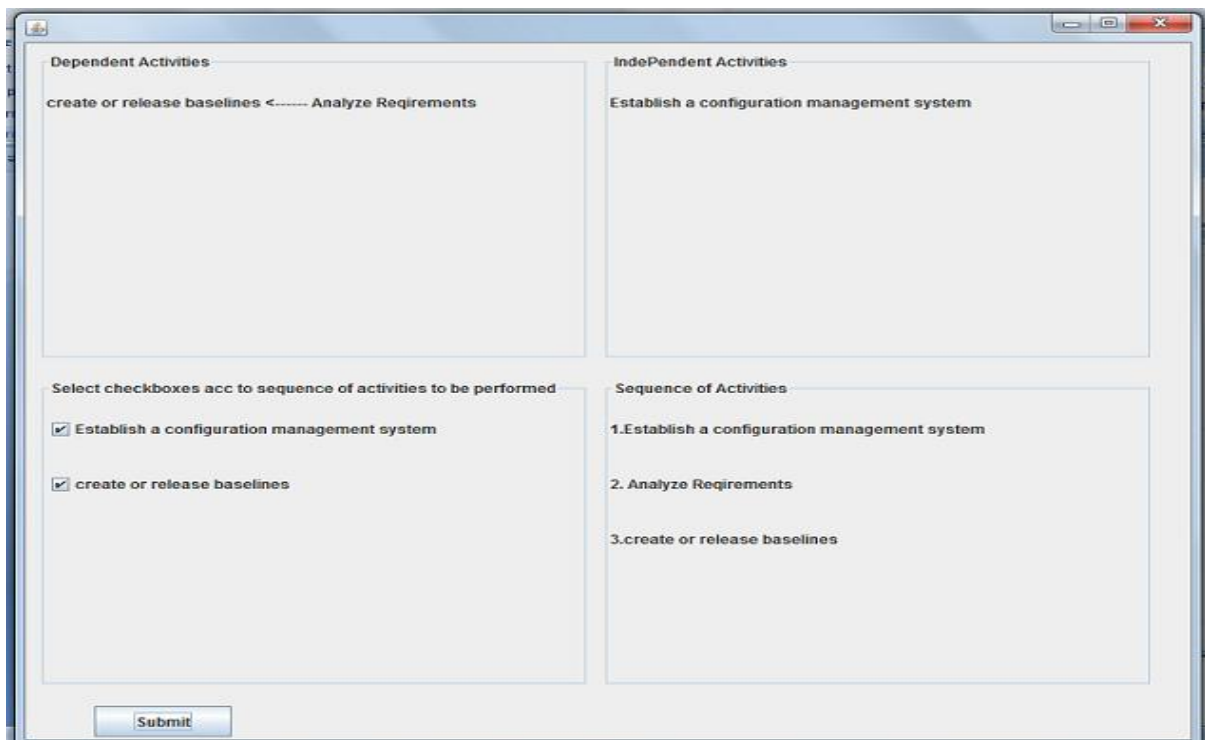 Dependent Activities
create or release baselines <------ Analyze Reqirements
IndePendent Activities
Establish a configuration management system
Select checkboxes acc to sequence of activities to be performed
Establish a configuration management system
create or release baselines
Sequence of Activities
1.Establish a configuration management system
2. Analyze Reqirements
3.create or release baselines
Submit